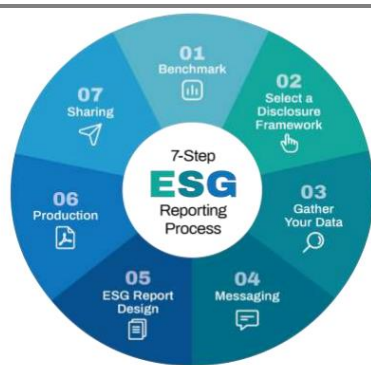 7-Step
ESG
Reporting
Process
01
Benchmark
02
Select a
Disclosure
Framework
03
Gather
Your Data
04
Messaging
05
ESG Report
Design
06
Production
07
Sharing